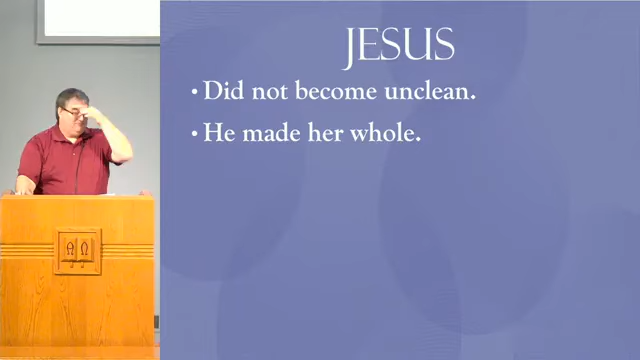 JESUS
• Did not become unclean.
• He made her whole.
Α Ω